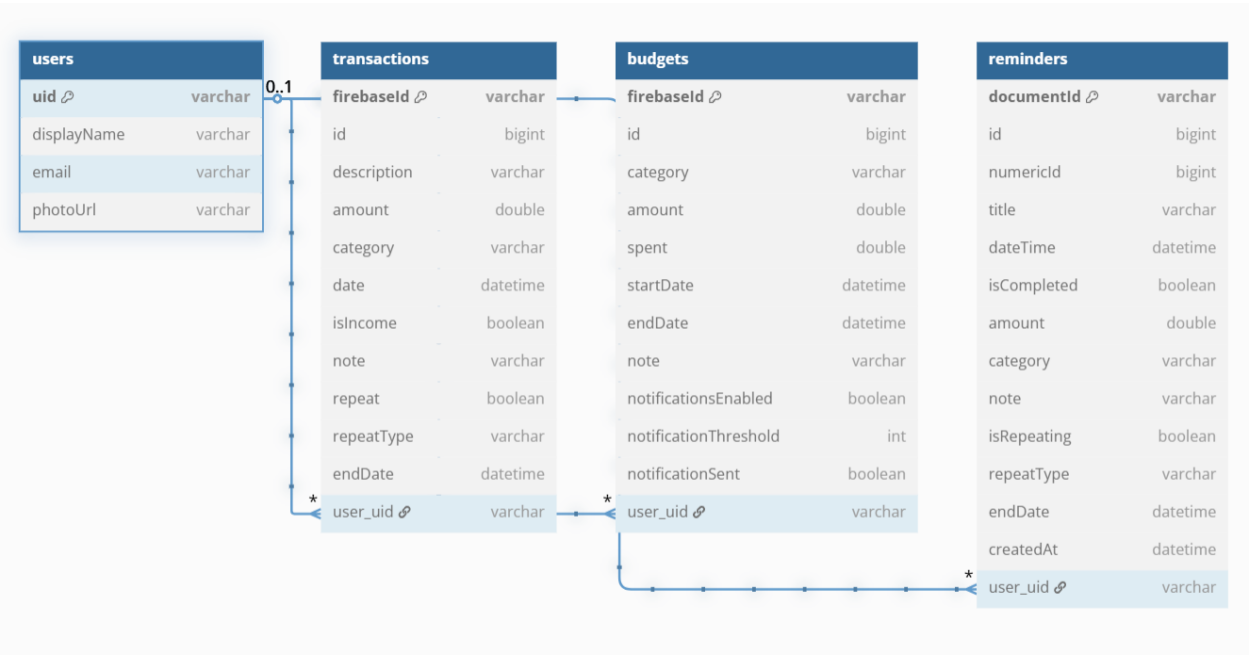 users
uid varchar
displayName varchar
email varchar
photoUrl varchar
0..1
transactions
firebaseId varchar
id bigint
description varchar
amount double
category varchar
date datetime
isIncome boolean
note varchar
repeat boolean
repeatType varchar
endDate datetime
* user_uid varchar
budgets
firebaseId varchar
id bigint
category varchar
amount double
spent double
startDate datetime
endDate datetime
note varchar
notificationsEnabled boolean
notificationThreshold int
notificationSent boolean
* user_uid varchar
reminders
documentId varchar
id bigint
numericId bigint
title varchar
dateTime datetime
isCompleted boolean
amount double
category varchar
note varchar
isRepeating boolean
repeatType varchar
endDate datetime
createdAt datetime
* user_uid varchar